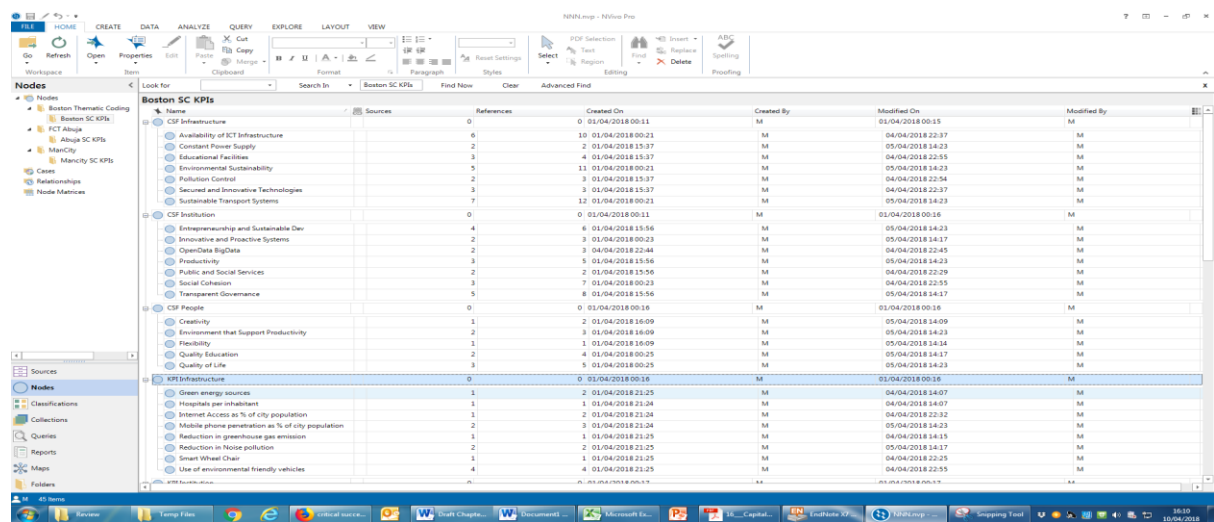 NNN.nvp - NVivo Pro
FILE HOME CREATE DATA ANALYZE QUERY EXPLORE LAYOUT VIEW
Go Refresh Open Properties Edit Paste Cut Copy Merge
B I U A
Reset Settings
Select PDF Selection Text Region Find Insert Replace Delete ABC Spelling
Workspace Item Clipboard Format Paragraph Styles Editing Proofing
Nodes Look for Search In Boston SC KPIs Find Now Clear Advanced Find x
Nodes
Boston Thematic Coding
Boston SC KPIs
FCT Abuja
Abuja SC KPIs
ManCity
Mancity SC KPIs
Cases
Relationships
Node Matrices
Sources
Nodes
Classifications
Collections
Queries
Reports
Maps
Folders
Boston SC KPIs
Name Sources References Created On Created By Modified On Modified By
CSF Infrastructure 0 0 01/04/2018 00:11 M 01/04/2018 00:15 M
Availability of ICT Infrastructure 6 10 01/04/2018 00:21 M 04/04/2018 22:37 M
Constant Power Supply 2 2 01/04/2018 15:37 M 05/04/2018 14:23 M
Educational Facilities 3 4 01/04/2018 15:37 M 04/04/2018 22:55 M
Environmental Sustainability 5 11 01/04/2018 00:21 M 05/04/2018 14:23 M
Pollution Control 2 3 01/04/2018 15:37 M 04/04/2018 22:54 M
Secured and Innovative Technologies 3 3 01/04/2018 15:37 M 04/04/2018 22:37 M
Sustainable Transport Systems 7 12 01/04/2018 00:21 M 05/04/2018 14:23 M
CSF Institution 0 0 01/04/2018 00:11 M 01/04/2018 00:16 M
Entrepreneurship and Sustainable Dev 4 6 01/04/2018 15:56 M 05/04/2018 14:23 M
Innovative and Proactive Systems 2 3 01/04/2018 00:23 M 05/04/2018 14:17 M
OpenData BigData 2 3 04/04/2018 22:44 M 04/04/2018 22:45 M
Productivity 3 5 01/04/2018 15:56 M 05/04/2018 14:23 M
Public and Social Services 2 2 01/04/2018 15:56 M 04/04/2018 22:29 M
Social Cohesion 3 7 01/04/2018 00:23 M 04/04/2018 22:55 M
Transparent Governance 5 8 01/04/2018 15:56 M 05/04/2018 14:17 M
CSF People 0 0 01/04/2018 00:16 M 01/04/2018 00:16 M
Creativity 1 2 01/04/2018 16:09 M 05/04/2018 14:09 M
Environment that Support Productivity 2 3 01/04/2018 16:09 M 05/04/2018 14:23 M
Flexibility 1 1 01/04/2018 16:09 M 05/04/2018 14:14 M
Quality Education 2 4 01/04/2018 00:25 M 05/04/2018 14:17 M
Quality of Life 3 5 01/04/2018 00:25 M 05/04/2018 14:23 M
KPI Infrastructure 0 0 01/04/2018 00:16 M 01/04/2018 00:16 M
Green energy sources 1 2 01/04/2018 21:25 M 04/04/2018 14:07 M
Hospitals per inhabitant 1 1 01/04/2018 21:24 M 04/04/2018 14:07 M
Internet Access as % of city population 1 2 01/04/2018 21:24 M 04/04/2018 22:32 M
Mobile phone penetration as % of city population 2 3 01/04/2018 21:24 M 05/04/2018 14:23 M
Reduction in greenhouse gas emission 1 1 01/04/2018 21:25 M 04/04/2018 14:15 M
Reduction in Noise pollution 2 2 01/04/2018 21:25 M 05/04/2018 14:17 M
Smart Wheel Chair 1 1 01/04/2018 21:25 M 04/04/2018 22:25 M
Use of environmental friendly vehicles 4 4 01/04/2018 21:25 M 04/04/2018 22:55 M
KPI Institution 0 0 01/04/2018 00:17 M 01/04/2018 00:17 M
M 45 Items
Review Temp Files critical succe... Draft Chapte... Document1 ... Microsoft Ex... 16__Capital... EndNote X7 ... NNN.nvp - ... Snipping Tool 16:10
10/04/2018